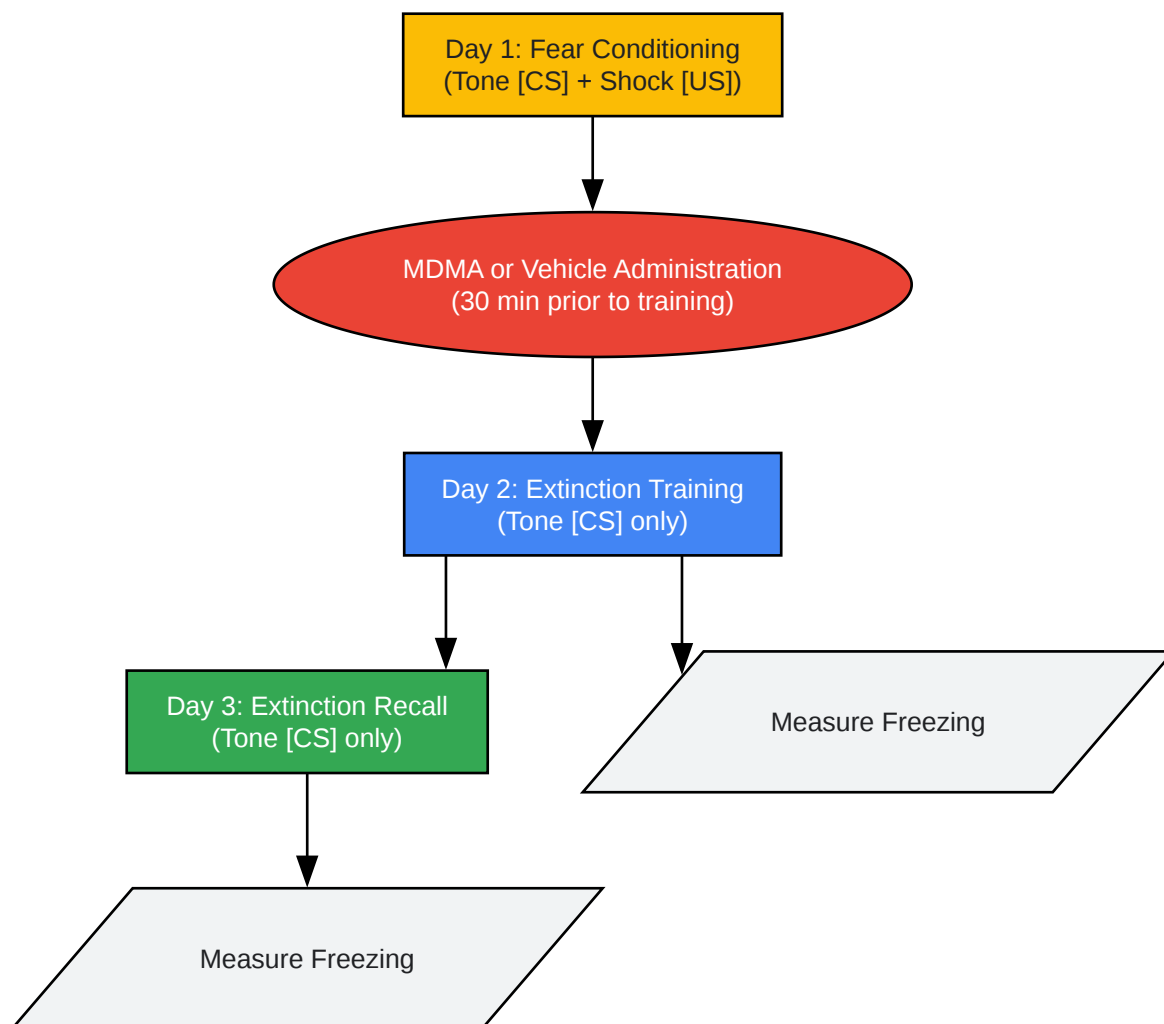 Day 1: Fear Conditioning
(Tone [CS] + Shock [US])
MDMA or Vehicle Administration
(30 min prior to training)
Day 2: Extinction Training
(Tone [CS] only)
Day 3: Extinction Recall
(Tone [CS] only)
Measure Freezing
Measure Freezing